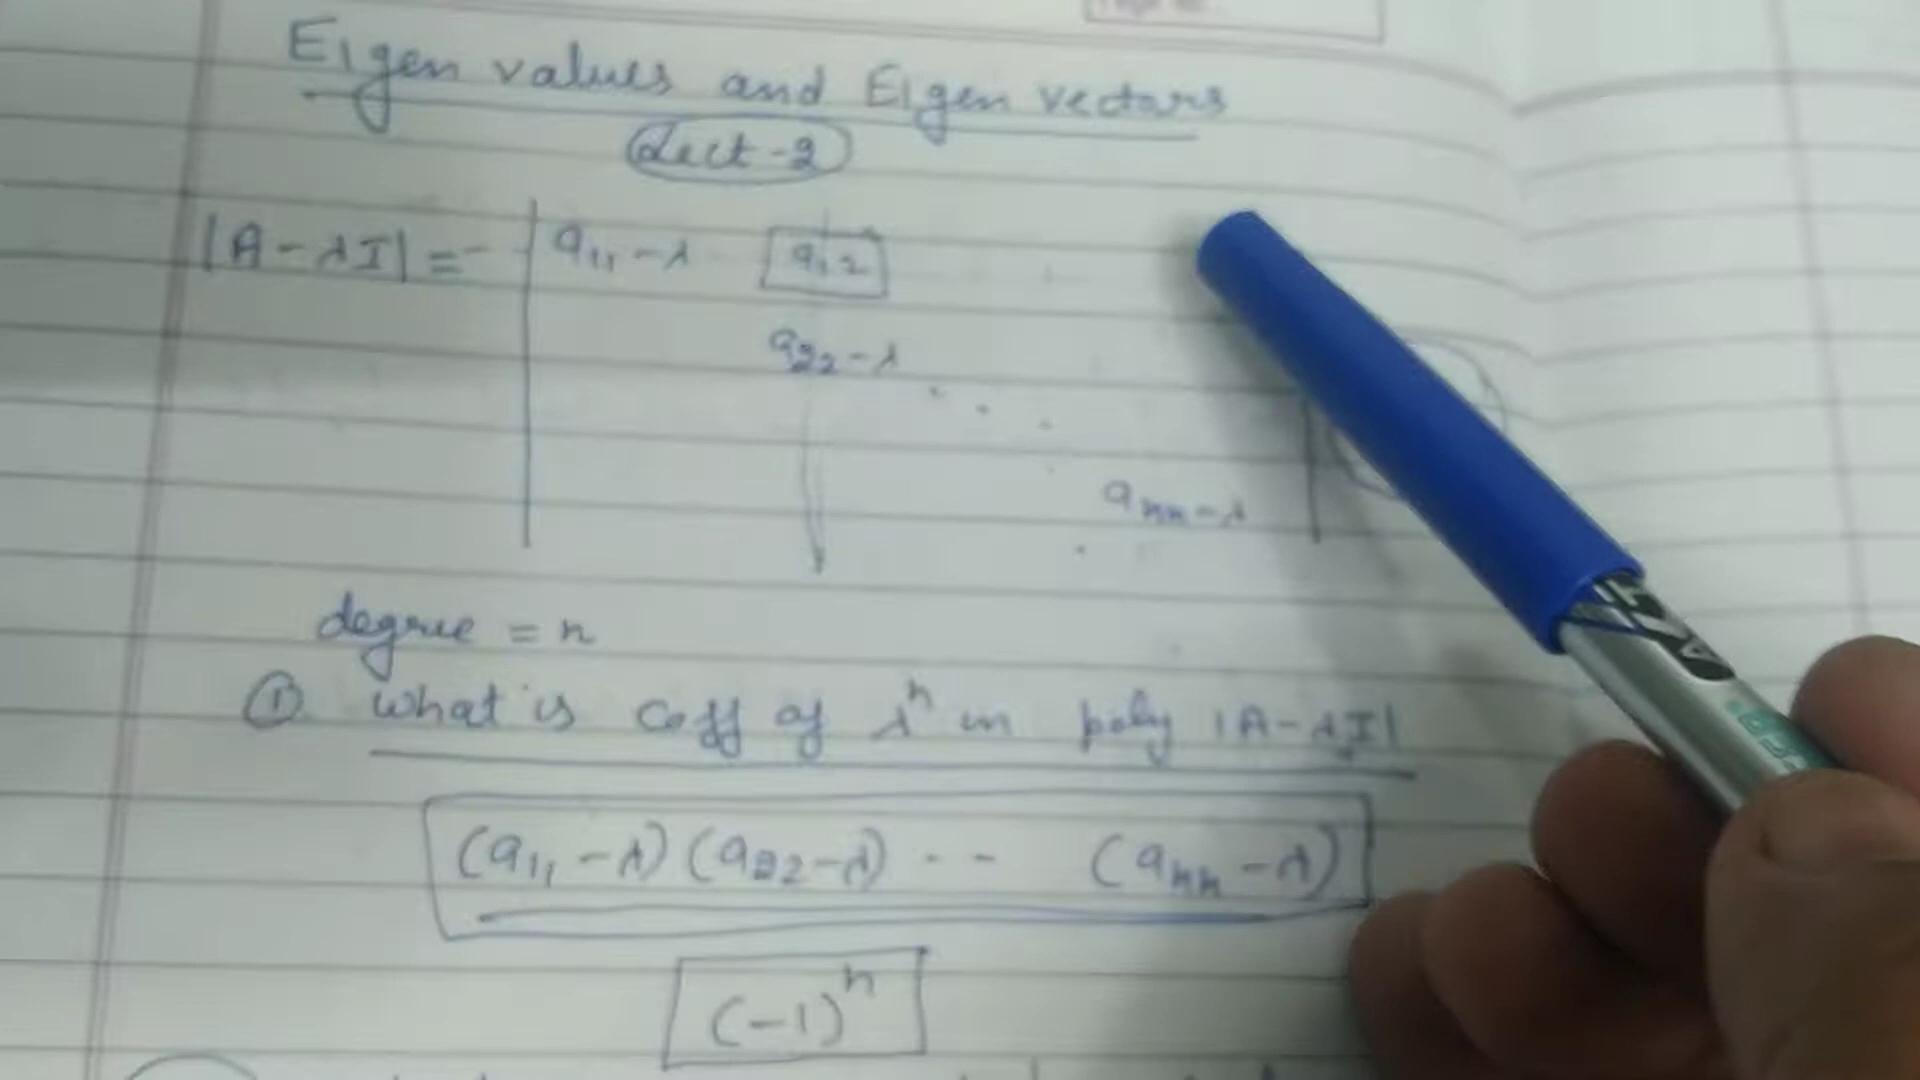 Eigen values and Eigen vectors
Lect-2
|A-λI| = | a11-λ a12
a22-λ
ann-λ |
degree = n
① what is Coff of λ^n in poly |A-λI|
(a11-λ)(a22-λ) -- (ann-λ)
(-1)^n